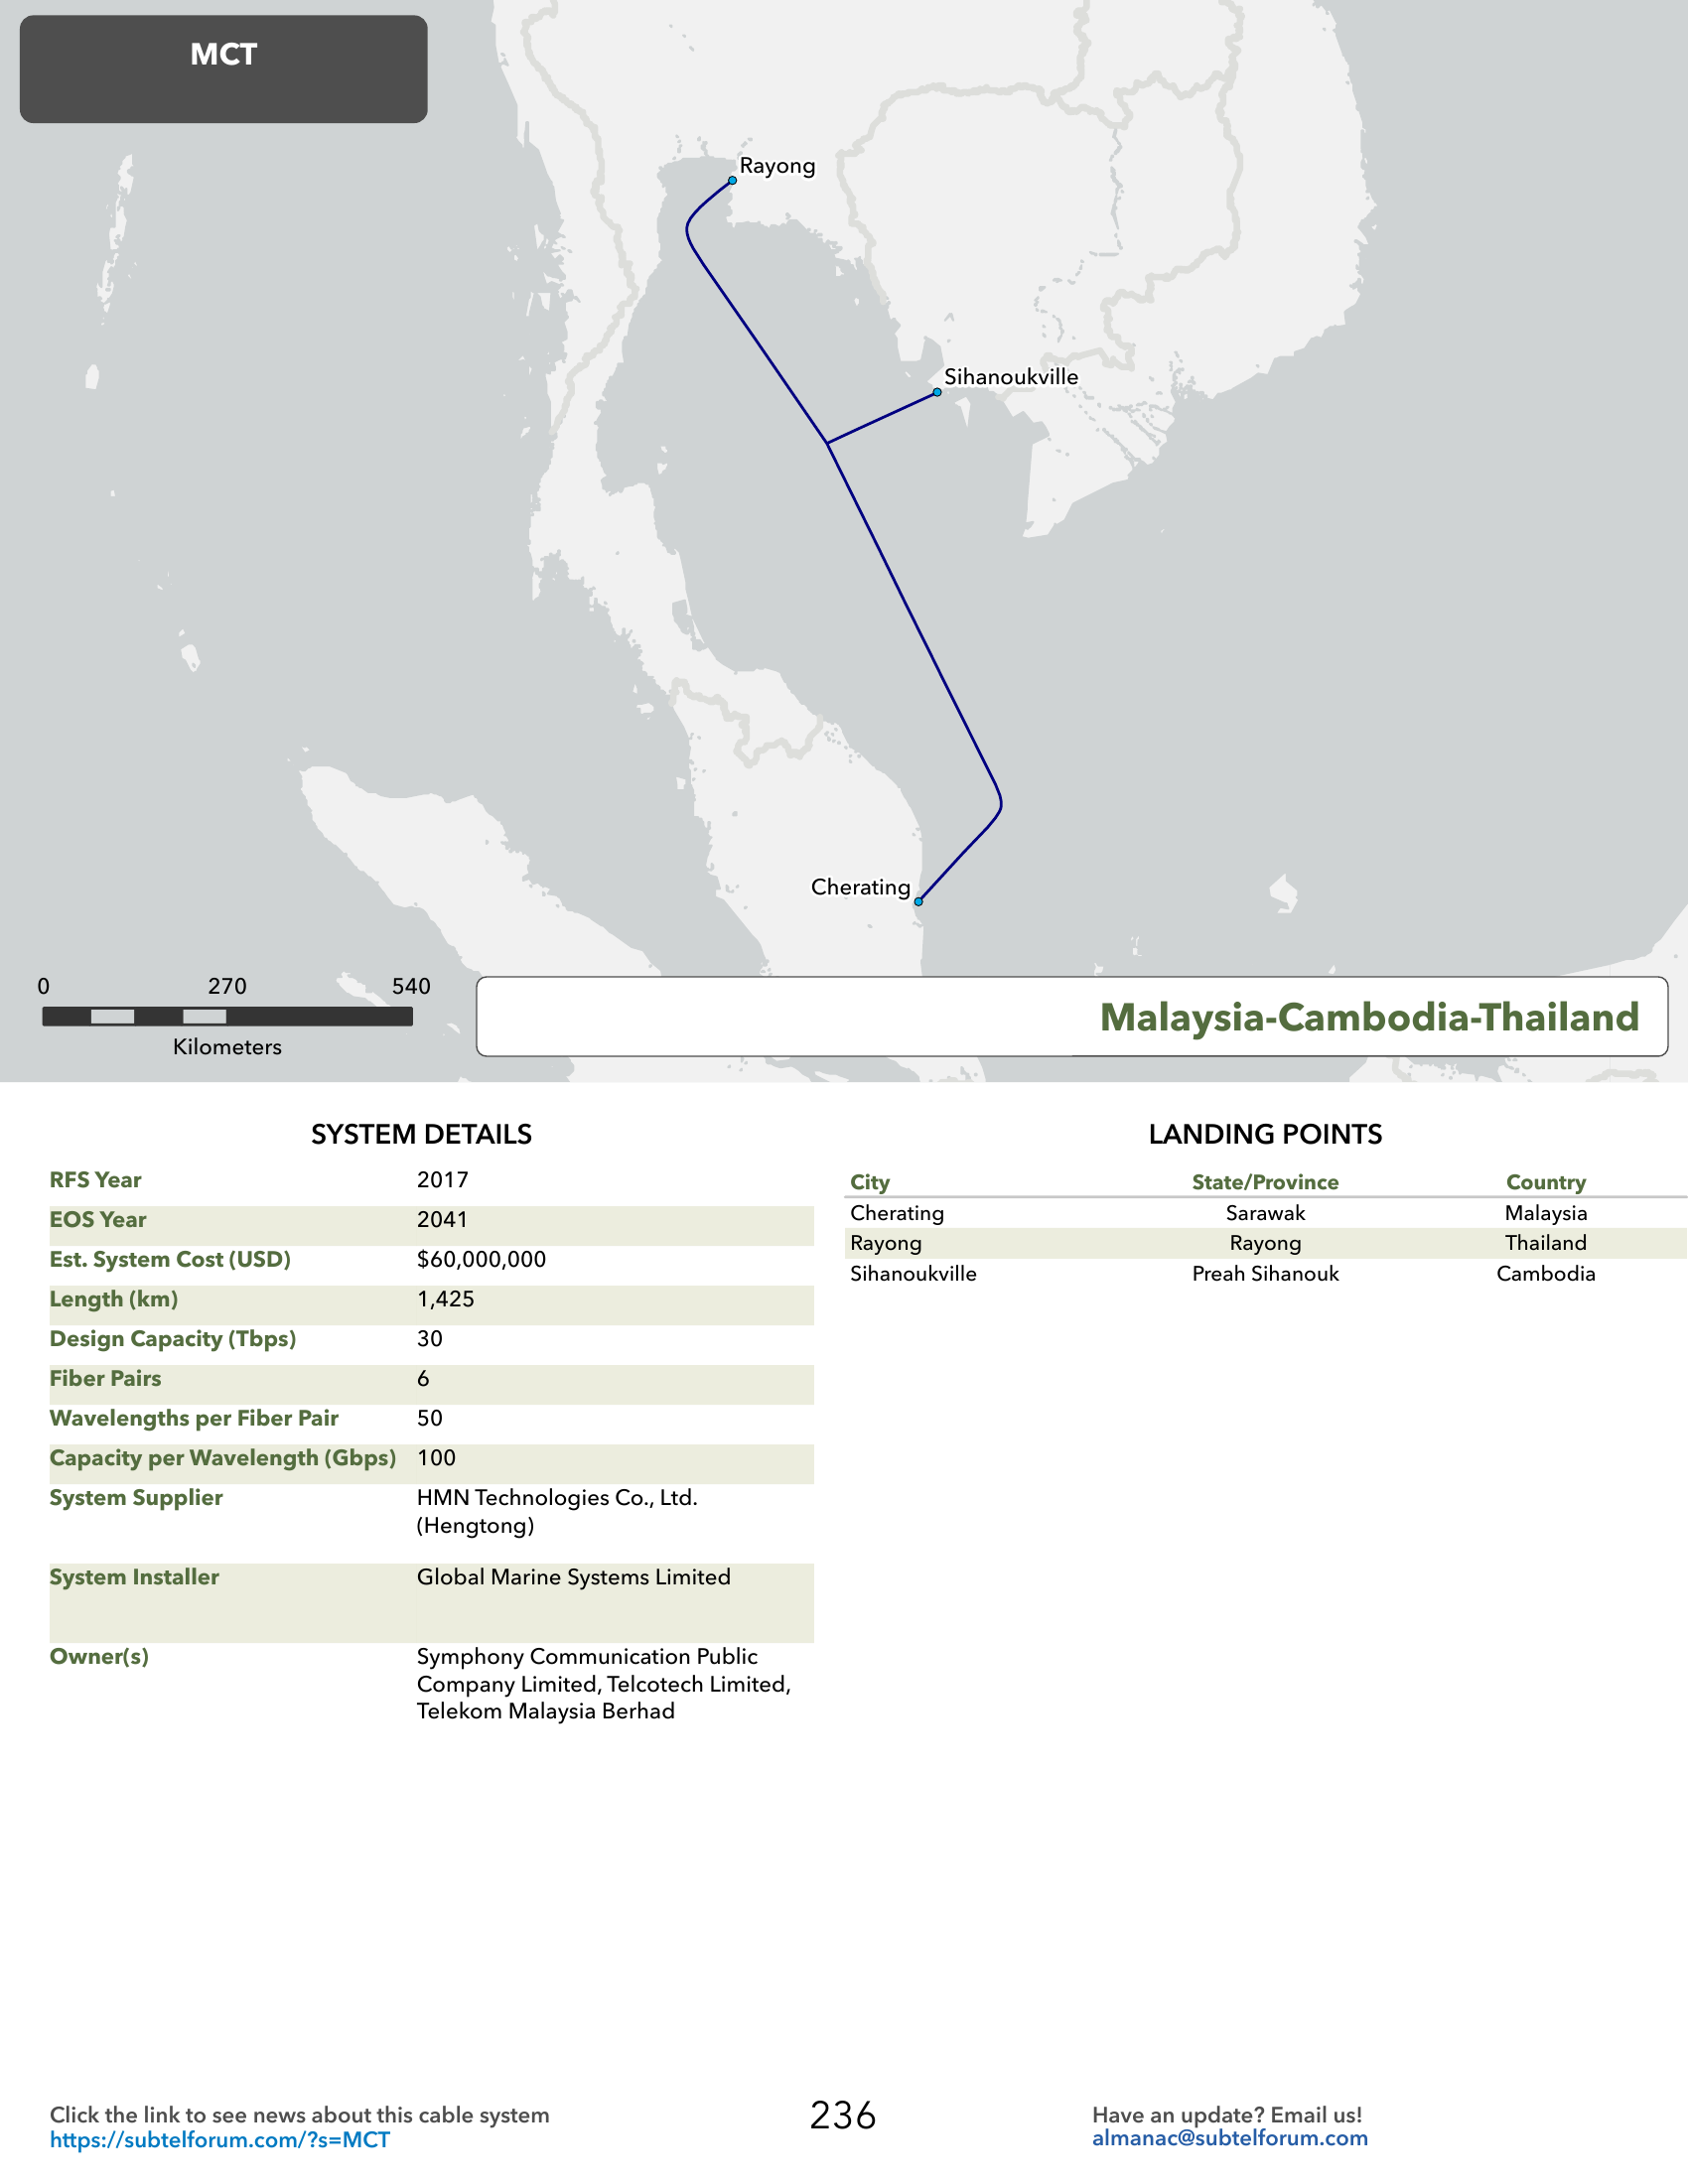 MCT
Rayong
Sihanoukville
Cherating
0 270 540
Kilometers
Malaysia-Cambodia-Thailand
SYSTEM DETAILS
RFS Year 2017
EOS Year 2041
Est. System Cost (USD) $60,000,000
Length (km) 1,425
Design Capacity (Tbps) 30
Fiber Pairs 6
Wavelengths per Fiber Pair 50
Capacity per Wavelength (Gbps) 100
System Supplier HMN Technologies Co., Ltd.
(Hengtong)
System Installer Global Marine Systems Limited
Owner(s) Symphony Communication Public
Company Limited, Telcotech Limited,
Telekom Malaysia Berhad
LANDING POINTS
City State/Province Country
Cherating Sarawak Malaysia
Rayong Rayong Thailand
Sihanoukville Preah Sihanouk Cambodia
Click the link to see news about this cable system
https://subtelforum.com/?s=MCT
236
Have an update? Email us!
almanac@subtelforum.com